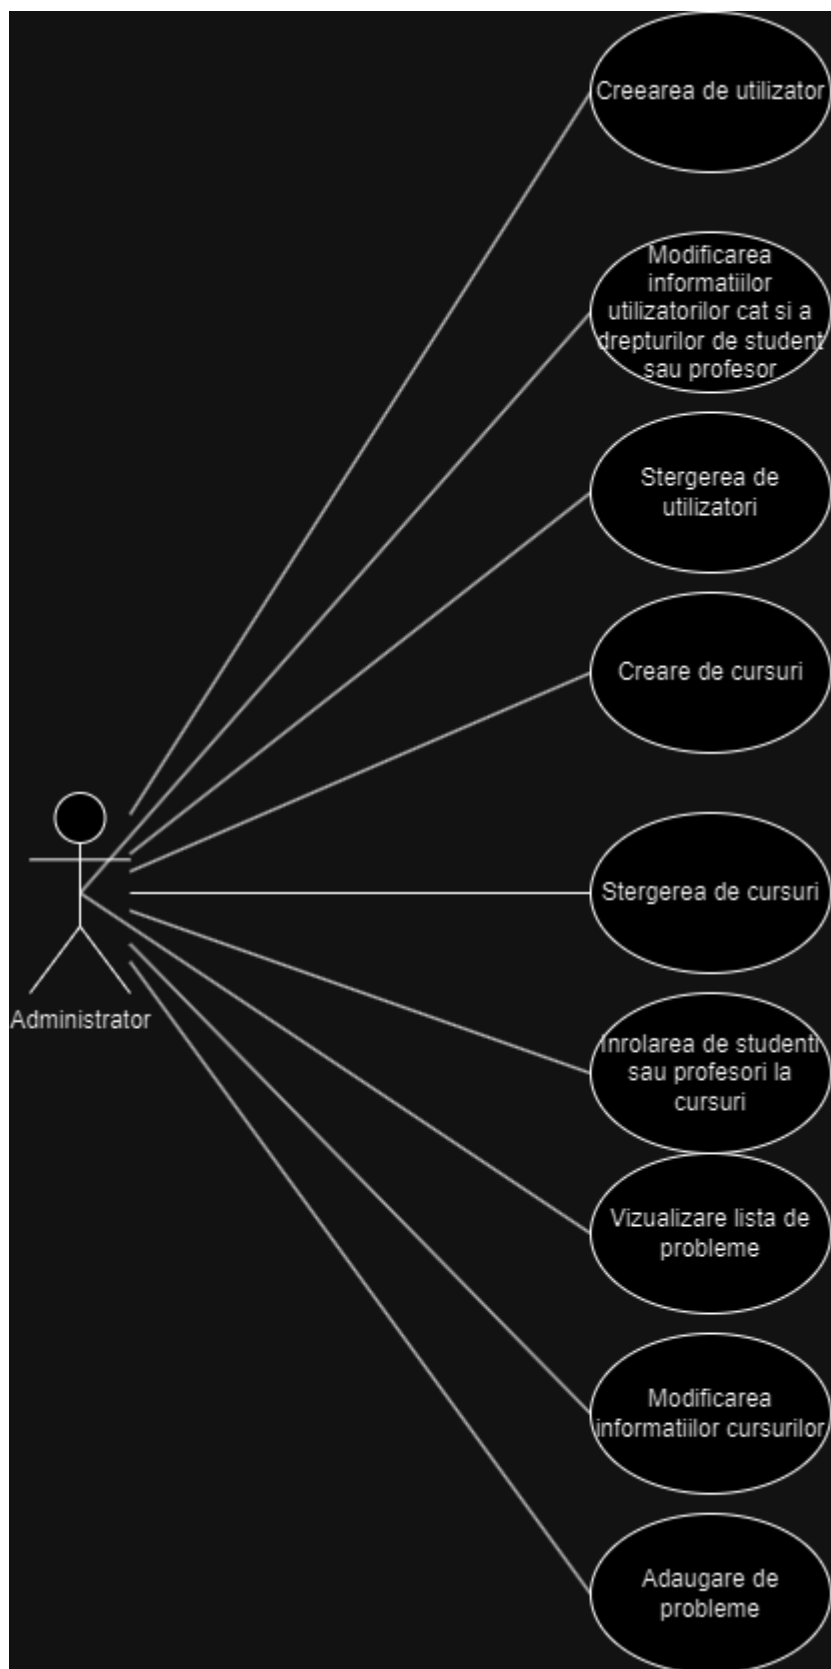 Creearea de utilizator
Modificarea
informatiilor
utilizatorilor cat si a
drepturilor de student
sau profesor
Stergerea de
utilizatori
Creare de cursuri
Stergerea de cursuri
Administrator
Inrolarea de studenti
sau profesori la
cursuri
Vizualizare lista de
probleme
Modificarea
informatiilor cursurilor
Adaugare de
probleme